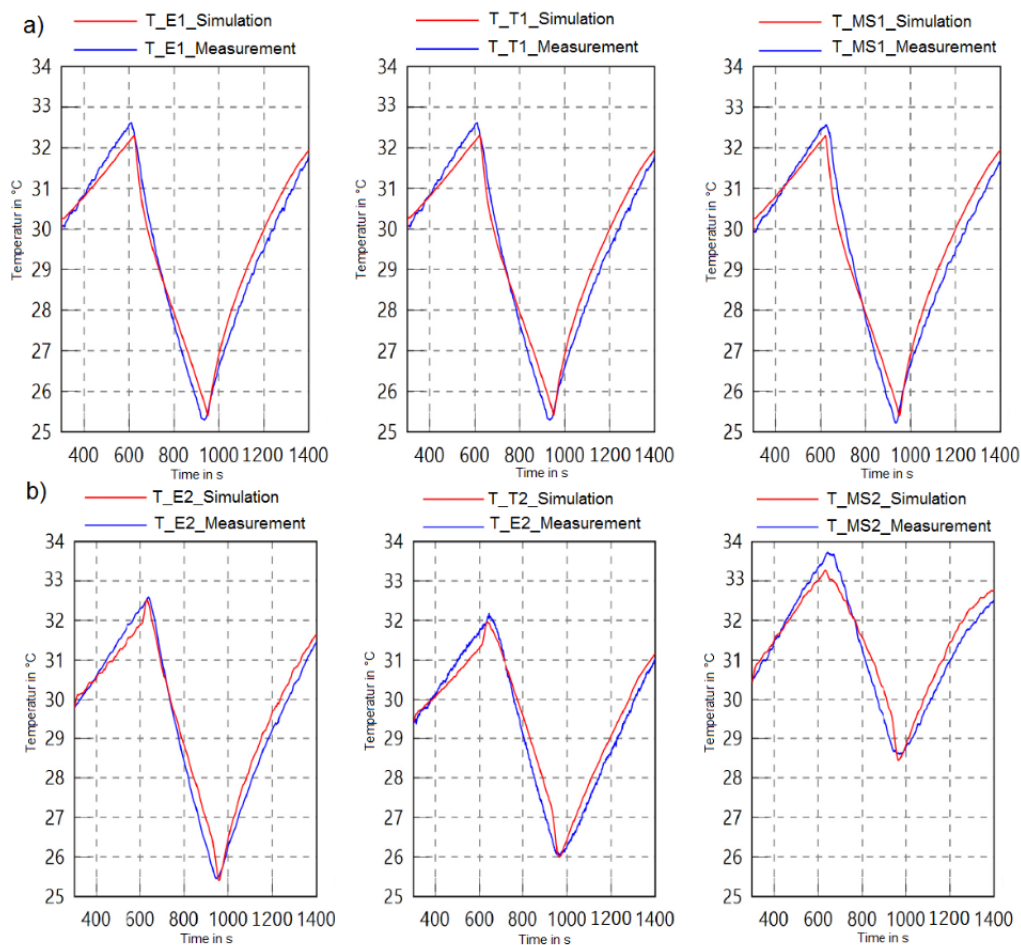 a)
T_E1_Simulation
T_E1_Measurement
T_T1_Simulation
T_T1_Measurement
T_MS1_Simulation
T_MS1_Measurement
Temperatur in °C
34
33
32
31
30
29
28
27
26
25
400 600 800 1000 1200 1400
Time in s
Temperatur in °C
34
33
32
31
30
29
28
27
26
25
400 600 800 1000 1200 1400
Time in s
Temperatur in °C
34
33
32
31
30
29
28
27
26
25
400 600 800 1000 1200 1400
Time in s
b)
T_E2_Simulation
T_E2_Measurement
T_T2_Simulation
T_E2_Measurement
T_MS2_Simulation
T_MS2_Measurement
Temperatur in °C
34
33
32
31
30
29
28
27
26
25
400 600 800 1000 1200 1400
Time in s
Temperatur in °C
34
33
32
31
30
29
28
27
26
25
400 600 800 1000 1200 1400
Time in s
Temperatur in °C
34
33
32
31
30
29
28
27
26
25
400 600 800 1000 1200 1400
Time in s